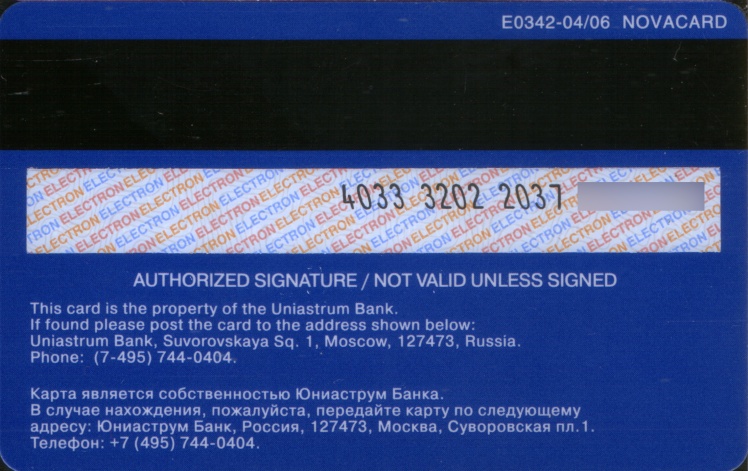 E0342-04/06 NOVACARD
ELECTRON ELECTRON ELECTRON
4033 3202 2037
AUTHORIZED SIGNATURE / NOT VALID UNLESS SIGNED
This card is the property of the Uniastrum Bank.
If found please post the card to the address shown below:
Uniastrum Bank, Suvorovskaya Sq. 1, Moscow, 127473, Russia.
Phone: (7-495) 744-0404.
Карта является собственностью Юниаструм Банка.
В случае нахождения, пожалуйста, передайте карту по следующему
адресу: Юниаструм Банк, Россия, 127473, Москва, Суворовская пл.1.
Телефон: +7 (495) 744-0404.